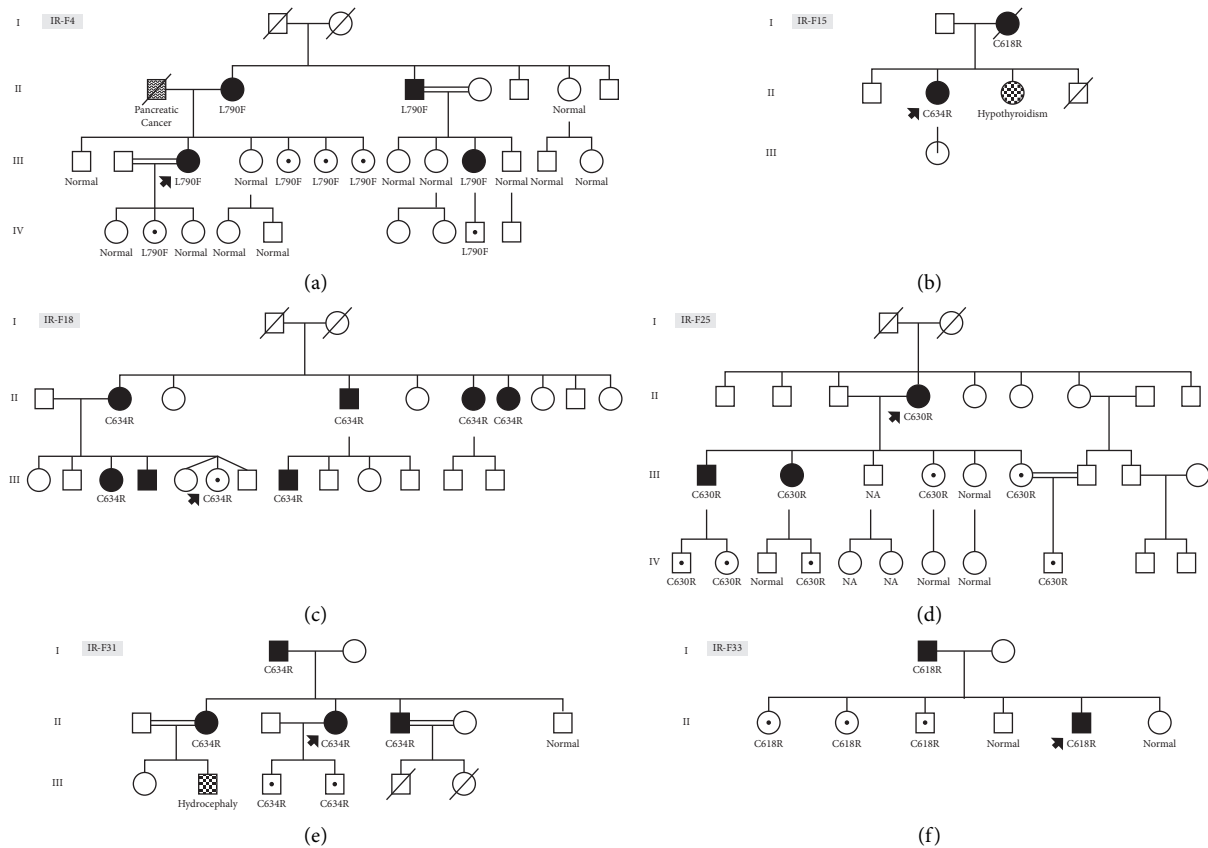 I IR-F4
II
Pancreatic
Cancer
L790F L790F Normal
III
Normal L790F Normal L790F L790F L790F Normal Normal L790F Normal Normal Normal
IV
Normal L790F Normal Normal Normal L790F
(a)
I IR-F15
C618R
II
C634R Hypothyroidism
III
(b)
I IR-F18
II
C634R C634R C634R C634R
III
C634R C634R C634R
(c)
I IR-F25
II
C630R
III
C630R C630R NA C630R Normal C630R
IV
C630R C630R Normal C630R NA NA Normal Normal C630R
(d)
I IR-F31
C634R
II
C634R C634R C634R Normal
III
Hydrocephaly C634R C634R
(e)
I IR-F33
C618R
II
C618R C618R C618R Normal C618R Normal
(f)